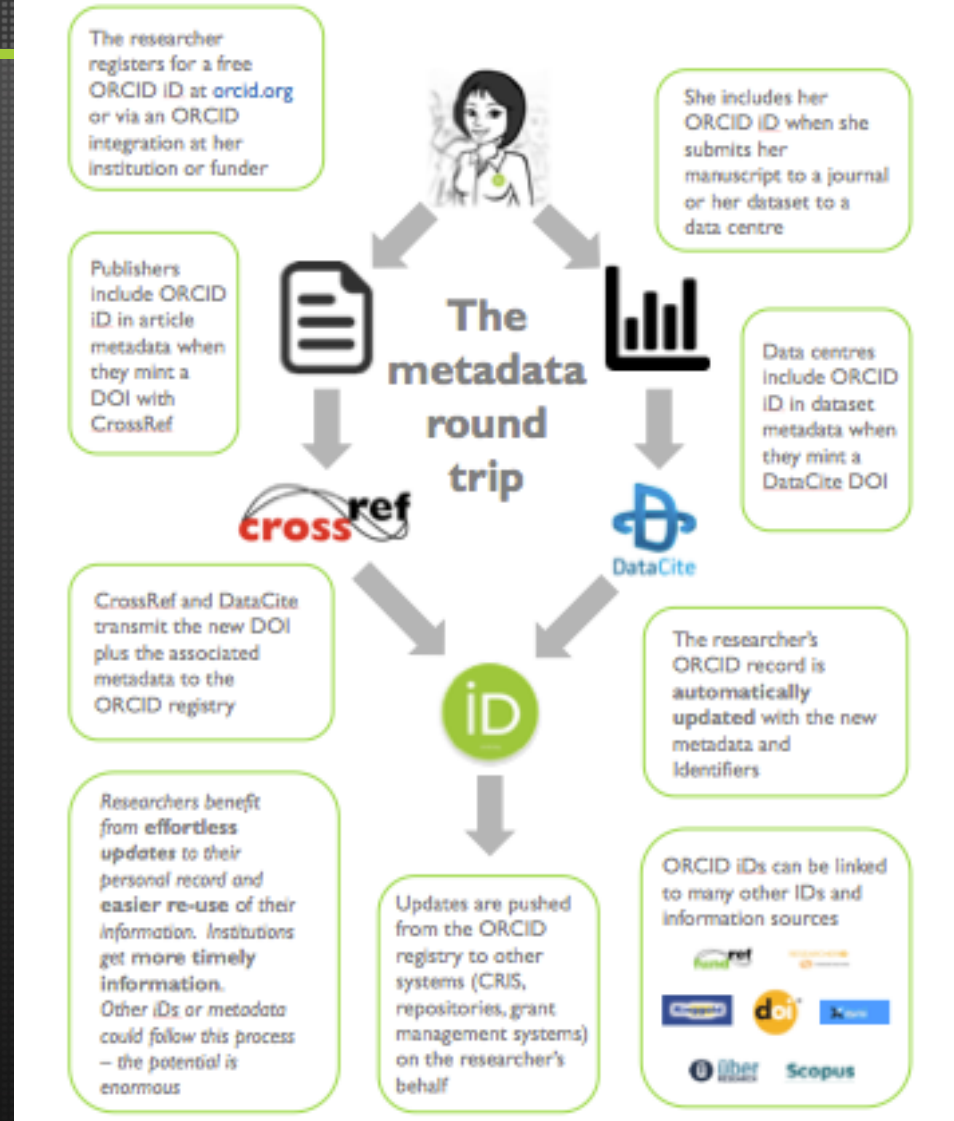 The researcher
registers for a free
ORCID iD at orcid.org
or via an ORCID
integration at her
institution or funder
She includes her
ORCID iD when she
submits her
manuscript to a journal
or her dataset to a
data centre
Publishers
include ORCID
iD in article
metadata when
they mint a
DOI with
CrossRef
The
metadata
round
trip
Data centres
include ORCID
iD in dataset
metadata when
they mint a
DataCite DOI
crossref
DataCite
CrossRef and DataCite
transmit the new DOI
plus the associated
metadata to the
ORCID registry
iD
The researcher's
ORCID record is
automatically
updated with the new
metadata and
Identifiers
Researchers benefit
from effortless
updates to their
personal record and
easier re-use of their
information. Institutions
get more timely
information.
Other iDs or metadata
could follow this process
– the potential is
enormous
Updates are pushed
from the ORCID
registry to other
systems (CRIS,
repositories, grant
management systems)
on the researcher's
behalf
ORCID iDs can be linked
to many other IDs and
information sources
fundref
doi
über
RESEARCH
Scopus